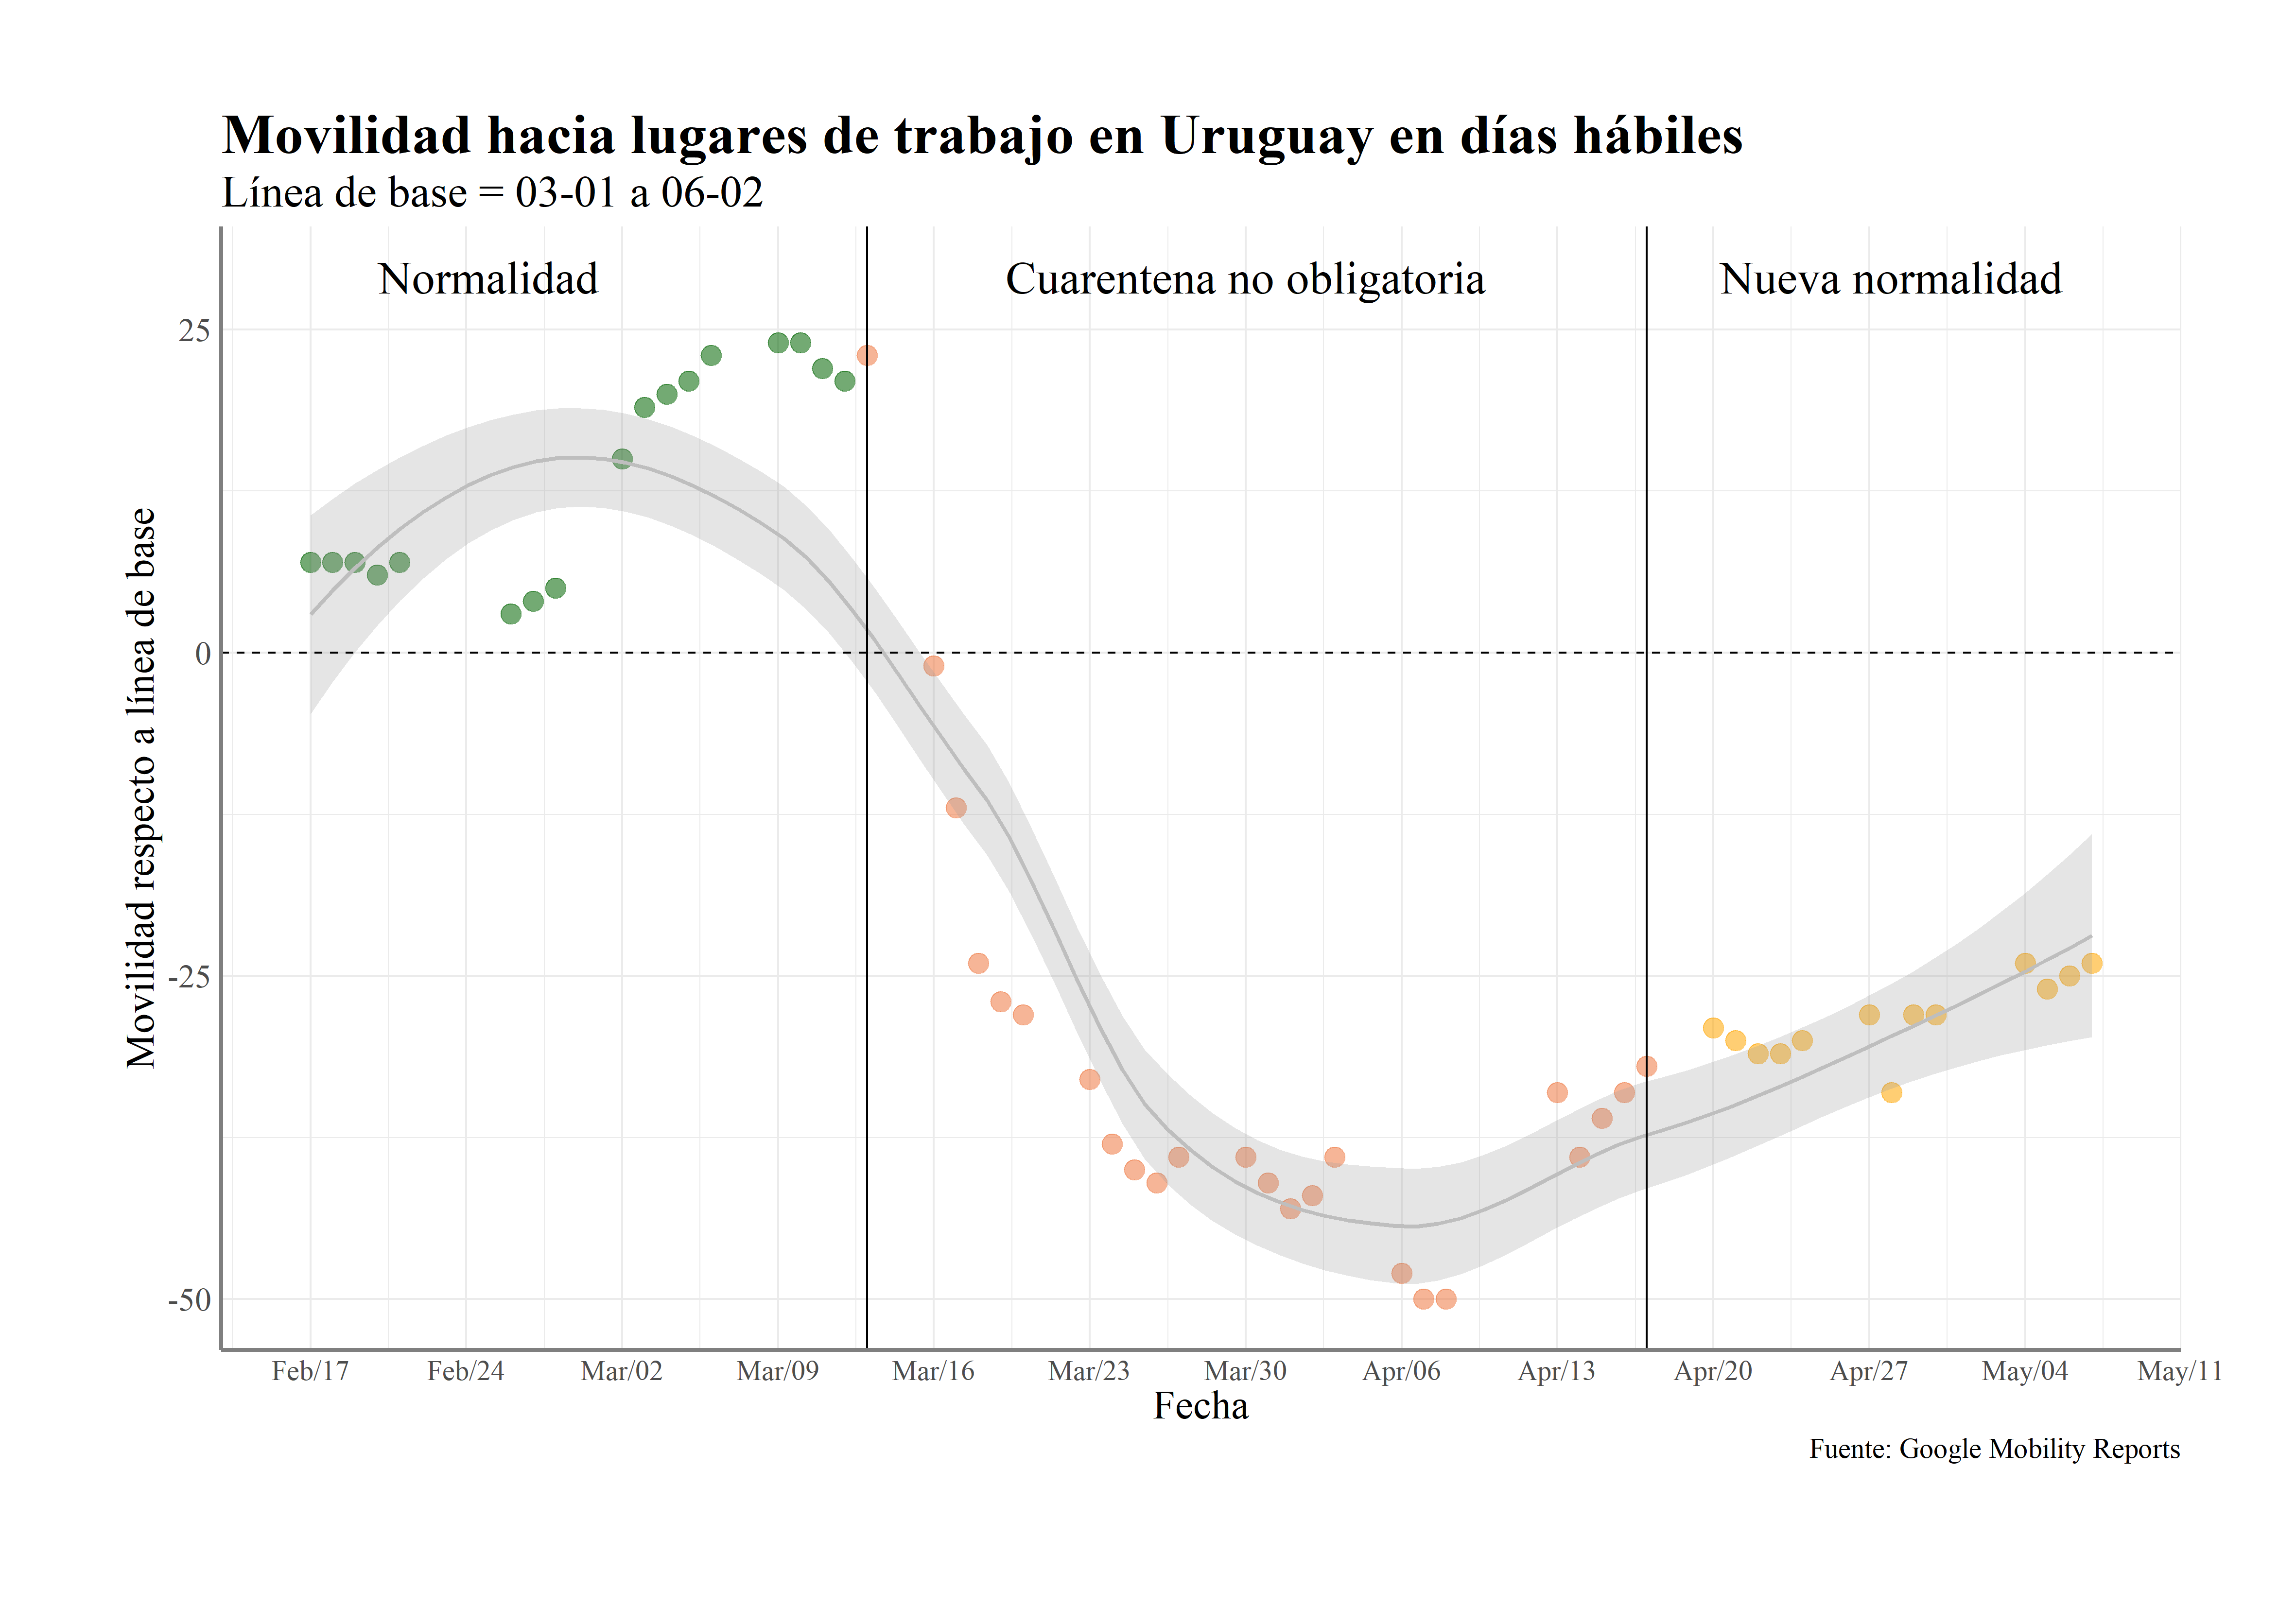 Movilidad hacia lugares de trabajo en Uruguay en días hábiles
Línea de base = 03-01 a 06-02
Normalidad
Cuarentena no obligatoria
Nueva normalidad
Movilidad respecto a línea de base
25
0
-25
-50
Feb/17 Feb/24 Mar/02 Mar/09 Mar/16 Mar/23 Mar/30 Apr/06 Apr/13 Apr/20 Apr/27 May/04 May/11
Fecha
Fuente: Google Mobility Reports